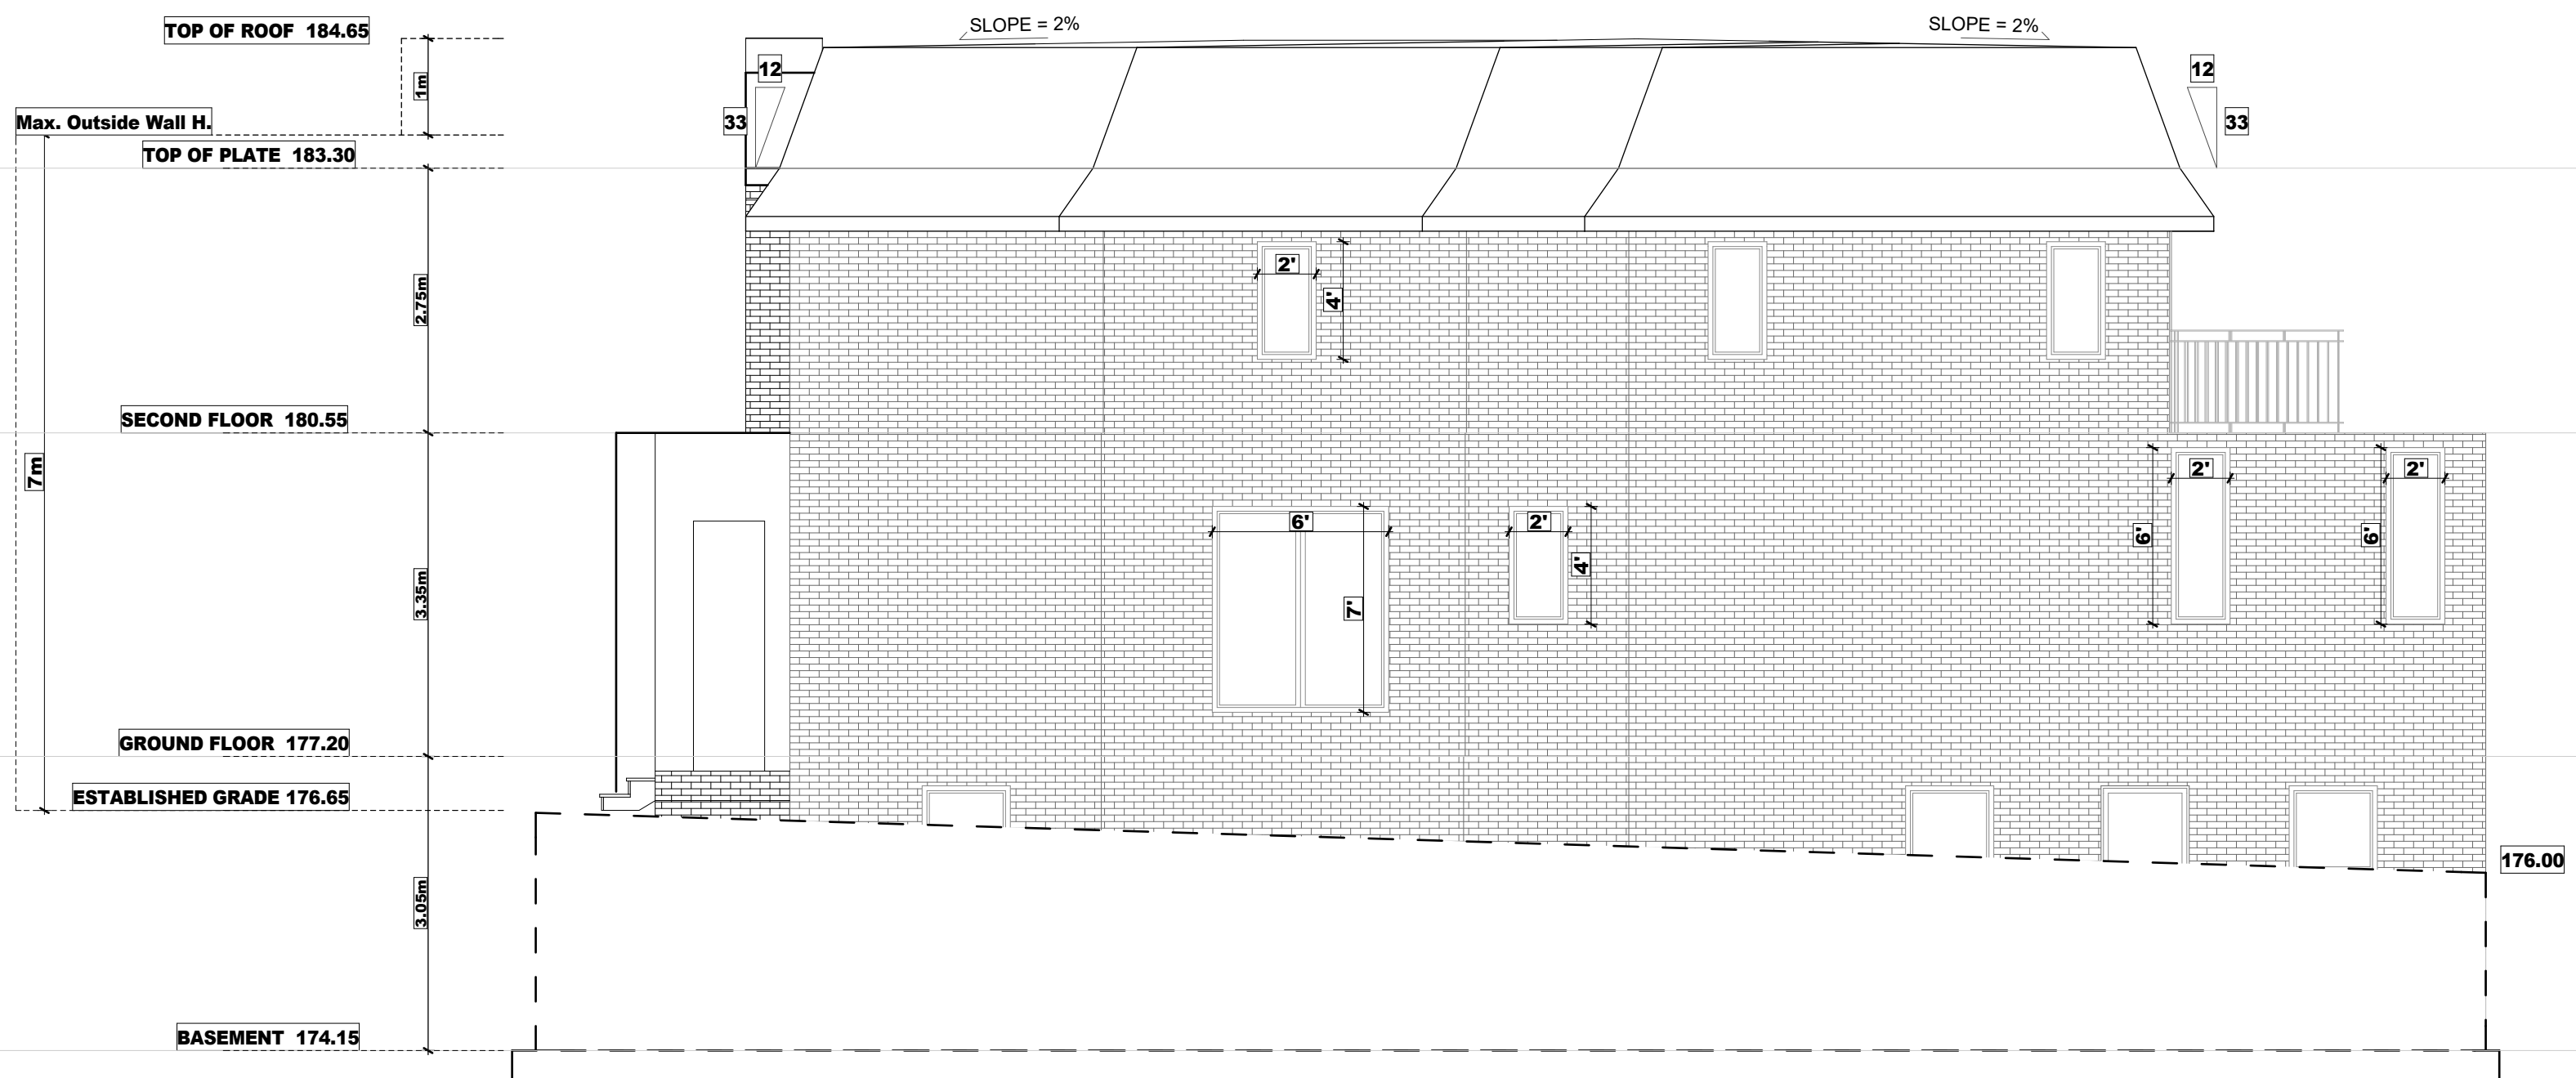 TOP OF ROOF 184.65
SLOPE = 2%
SLOPE = 2%
12
12
1m
33
33
Max. Outside Wall H.
TOP OF PLATE 183.30
2'
4'
2.75m
SECOND FLOOR 180.55
7m
2'
2'
6'
2'
6'
6'
4'
3.35m
7'
GROUND FLOOR 177.20
ESTABLISHED GRADE 176.65
176.00
3.05m
BASEMENT 174.15